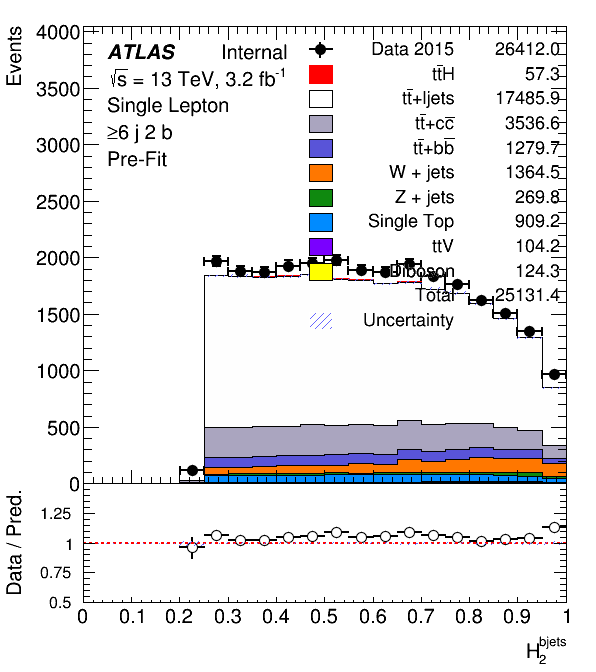 Events
4000
3500
3000
2500
2000
1500
1000
500
0
ATLAS Internal
√s = 13 TeV, 3.2 fb⁻¹
Single Lepton
≥6 j 2 b
Pre-Fit
Data 2015 26412.0
tt̄H 57.3
tt̄+ljets 17485.9
tt̄+cc̄ 3536.6
tt̄+bb̄ 1279.7
W + jets 1364.5
Z + jets 269.8
Single Top 909.2
ttV 104.2
Diboson 124.3
Total 25131.4
Uncertainty
Data / Pred.
1.25
1
0.75
0.5
0 0.1 0.2 0.3 0.4 0.5 0.6 0.7 0.8 0.9 1
H₂^bjets